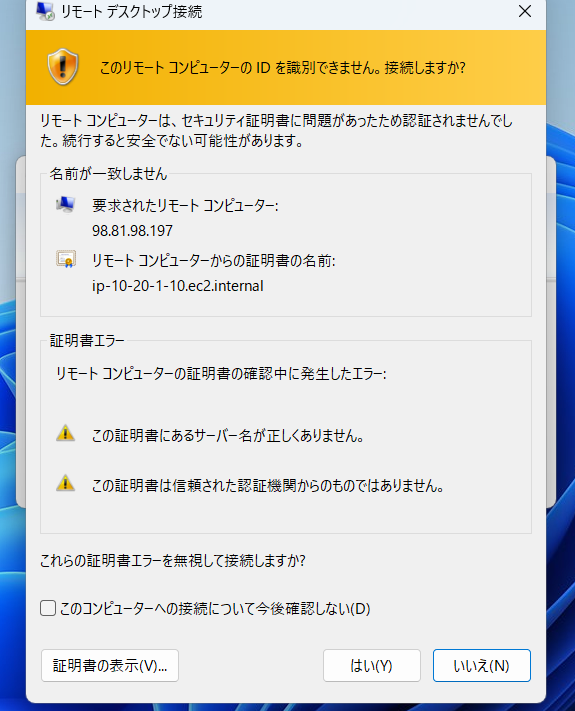 リモート デスクトップ接続
このリモート コンピューターの ID を識別できません。接続しますか?
リモート コンピューターは、セキュリティ証明書に問題があったため認証されませんでし
た。続行すると安全でない可能性があります。
名前が一致しません
要求されたリモート コンピューター:
98.81.98.197
リモート コンピューターからの証明書の名前:
ip-10-20-1-10.ec2.internal
証明書エラー
リモート コンピューターの証明書の確認中に発生したエラー:
この証明書にあるサーバー名が正しくありません。
この証明書は信頼された認証機関からのものではありません。
これらの証明書エラーを無視して接続しますか?
このコンピューターへの接続について今後確認しない(D)
証明書の表示(V)...
はい(Y)
いいえ(N)